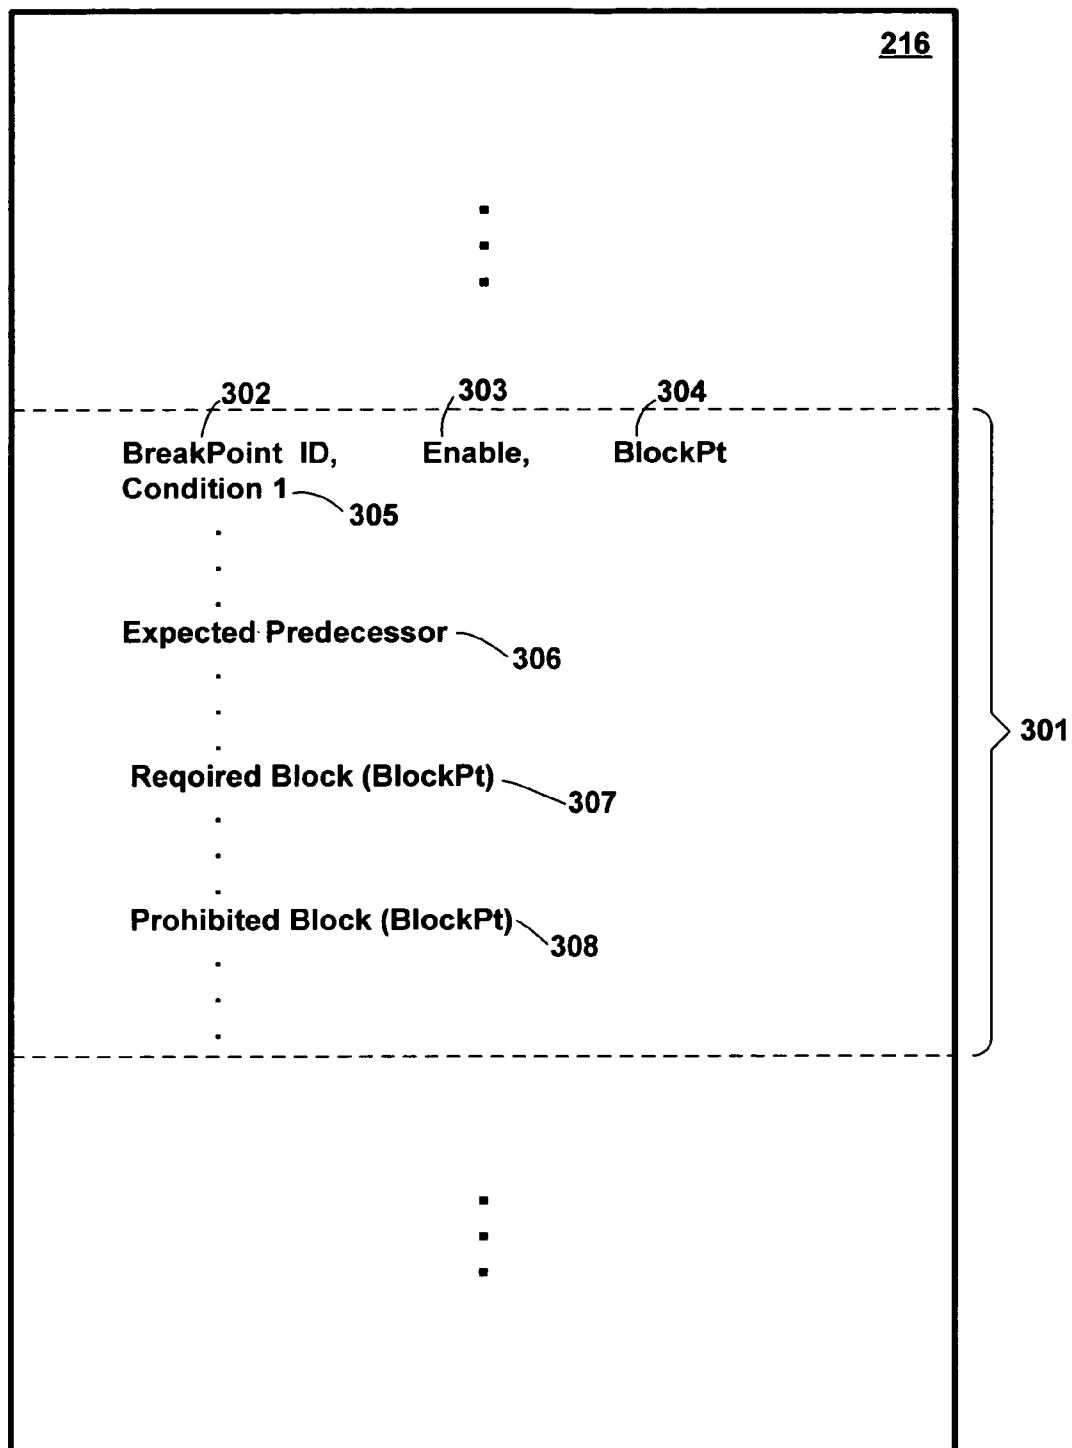 216
302 303 304
BreakPoint ID, Enable, BlockPt
Condition 1
305
Expected Predecessor
306
301
Reqoired Block (BlockPt)
307
Prohibited Block (BlockPt)
308